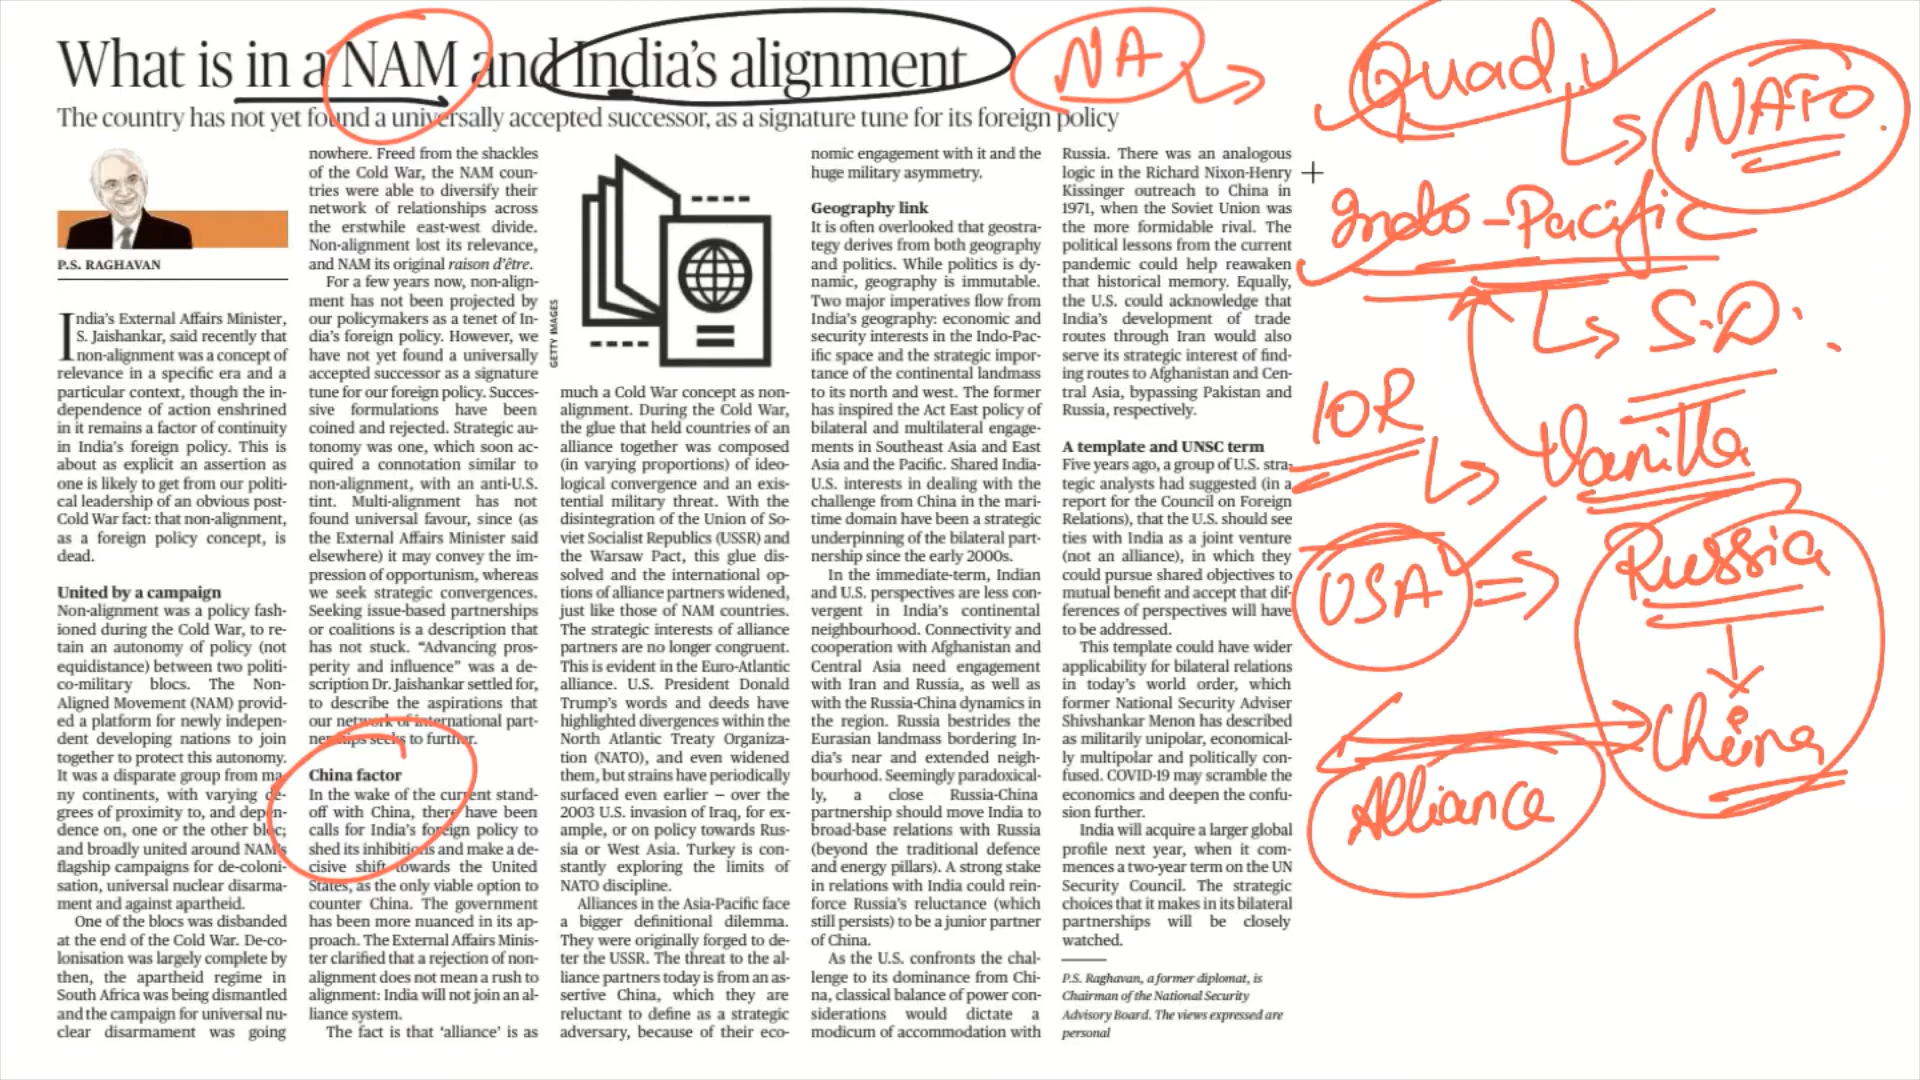 What is in a NAM and India's alignment
The country has not yet found a universally accepted successor, as a signature tune for its foreign policy
P.S. RAGHAVAN
India's External Affairs Minister,
S. Jaishankar, said recently that
non-alignment was a concept of
relevance in a specific era and a
particular context, though the in-
dependence of action enshrined
in it remains a factor of continuity
in India's foreign policy. This is
about as explicit an assertion as
one is likely to get from our politi-
cal leadership of an obvious post-
Cold War fact: that non-alignment,
as a foreign policy concept, is
dead.
United by a campaign
Non-alignment was a policy fash-
ioned during the Cold War, to re-
tain an autonomy of policy (not
equidistance) between two politi-
co-military blocs. The Non-
Aligned Movement (NAM) provid-
ed a platform for newly indepen-
dent developing nations to join
together to protect this autonomy.
It was a disparate group from ma-
ny continents, with varying de-
grees of proximity to, and depen-
dence on, one or the other bloc;
and broadly united around NAM's
flagship campaigns for de-coloni-
sation, universal nuclear disarma-
ment and against apartheid.
One of the blocs was disbanded
at the end of the Cold War. De-co-
lonisation was largely complete by
then, the apartheid regime in
South Africa was being dismantled
and the campaign for universal nu-
clear disarmament was going
nowhere. Freed from the shackles
of the Cold War, the NAM coun-
tries were able to diversify their
network of relationships across
the erstwhile east-west divide.
Non-alignment lost its relevance,
and NAM its original raison d'être.
For a few years now, non-align-
ment has not been projected by
our policymakers as a tenet of In-
dia's foreign policy. However, we
have not yet found a universally
accepted successor as a signature
tune for our foreign policy. Succes-
sive formulations have been
coined and rejected. Strategic au-
tonomy was one, which soon ac-
quired a connotation similar to
non-alignment, with an anti-U.S.
tint. Multi-alignment has not
found universal favour, since (as
the External Affairs Minister said
elsewhere) it may convey the im-
pression of opportunism, whereas
we seek strategic convergences.
Seeking issue-based partnerships
or coalitions is a description that
has not stuck. "Advancing pros-
perity and influence" was a de-
scription Dr. Jaishankar settled for,
to describe the aspirations that
our network of international part-
nerships seeks to further.
China factor
In the wake of the current stand-
off with China, there have been
calls for India's foreign policy to
shed its inhibitions and make a de-
cisive shift towards the United
States, as the only viable option to
counter China. The government
has been more nuanced in its ap-
proach. The External Affairs Minis-
ter clarified that a rejection of non-
alignment does not mean a rush to
alignment: India will not join an al-
liance system.
The fact is that 'alliance' is as
GETTY IMAGES
much a Cold War concept as non-
alignment. During the Cold War,
the glue that held countries of an
alliance together was composed
(in varying proportions) of ideo-
logical convergence and an exis-
tential military threat. With the
disintegration of the Union of So-
viet Socialist Republics (USSR) and
the Warsaw Pact, this glue dis-
solved and the international op-
tions of alliance partners widened,
just like those of NAM countries.
The strategic interests of alliance
partners are no longer congruent.
This is evident in the Euro-Atlantic
alliance. U.S. President Donald
Trump's words and deeds have
highlighted divergences within the
North Atlantic Treaty Organiza-
tion (NATO), and even widened
them, but strains have periodically
surfaced even earlier – over the
2003 U.S. invasion of Iraq, for ex-
ample, or on policy towards Rus-
sia or West Asia. Turkey is con-
stantly exploring the limits of
NATO discipline.
Alliances in the Asia-Pacific face
a bigger definitional dilemma.
They were originally forged to de-
ter the USSR. The threat to the al-
liance partners today is from an as-
sertive China, which they are
reluctant to define as a strategic
adversary, because of their eco-
nomic engagement with it and the
huge military asymmetry.
Geography link
It is often overlooked that geostra-
tegy derives from both geography
and politics. While politics is dy-
namic, geography is immutable.
Two major imperatives flow from
India's geography: economic and
security interests in the Indo-Pac-
ific space and the strategic impor-
tance of the continental landmass
to its north and west. The former
has inspired the Act East policy of
bilateral and multilateral engage-
ments in Southeast Asia and East
Asia and the Pacific. Shared India-
U.S. interests in dealing with the
challenge from China in the mari-
time domain have been a strategic
underpinning of the bilateral part-
nership since the early 2000s.
In the immediate-term, Indian
and U.S. perspectives are less con-
vergent in India's continental
neighbourhood. Connectivity and
cooperation with Afghanistan and
Central Asia need engagement
with Iran and Russia, as well as
with the Russia-China dynamics in
the region. Russia bestrides the
Eurasian landmass bordering In-
dia's near and extended neigh-
bourhood. Seemingly paradoxical-
ly, a close Russia-China
partnership should move India to
broad-base relations with Russia
(beyond the traditional defence
and energy pillars). A strong stake
in relations with India could rein-
force Russia's reluctance (which
still persists) to be a junior partner
of China.
As the U.S. confronts the chal-
lenge to its dominance from Chi-
na, classical balance of power con-
siderations would dictate a
modicum of accommodation with
Russia. There was an analogous
logic in the Richard Nixon-Henry
Kissinger outreach to China in
1971, when the Soviet Union was
the more formidable rival. The
political lessons from the current
pandemic could help reawaken
that historical memory. Equally,
the U.S. could acknowledge that
India's development of trade
routes through Iran would also
serve its strategic interest of find-
ing routes to Afghanistan and Cen-
tral Asia, bypassing Pakistan and
Russia, respectively.
A template and UNSC term
Five years ago, a group of U.S. stra-
tegic analysts had suggested (in a
report for the Council on Foreign
Relations), that the U.S. should see
ties with India as a joint venture
(not an alliance), in which they
could pursue shared objectives to
mutual benefit and accept that dif-
ferences of perspectives will have
to be addressed.
This template could have wider
applicability for bilateral relations
in today's world order, which
former National Security Adviser
Shivshankar Menon has described
as militarily unipolar, economical-
ly multipolar and politically con-
fused. COVID-19 may scramble the
economics and deepen the confu-
sion further.
India will acquire a larger global
profile next year, when it com-
mences a two-year term on the UN
Security Council. The strategic
choices that it makes in its bilateral
partnerships will be closely
watched.
P.S. Raghavan, a former diplomat, is
Chairman of the National Security
Advisory Board. The views expressed are
personal
NA
Quad
NATO
Indo-Pacific
S.D.
IOR
Vanilla
USA
Russia
China
Alliance